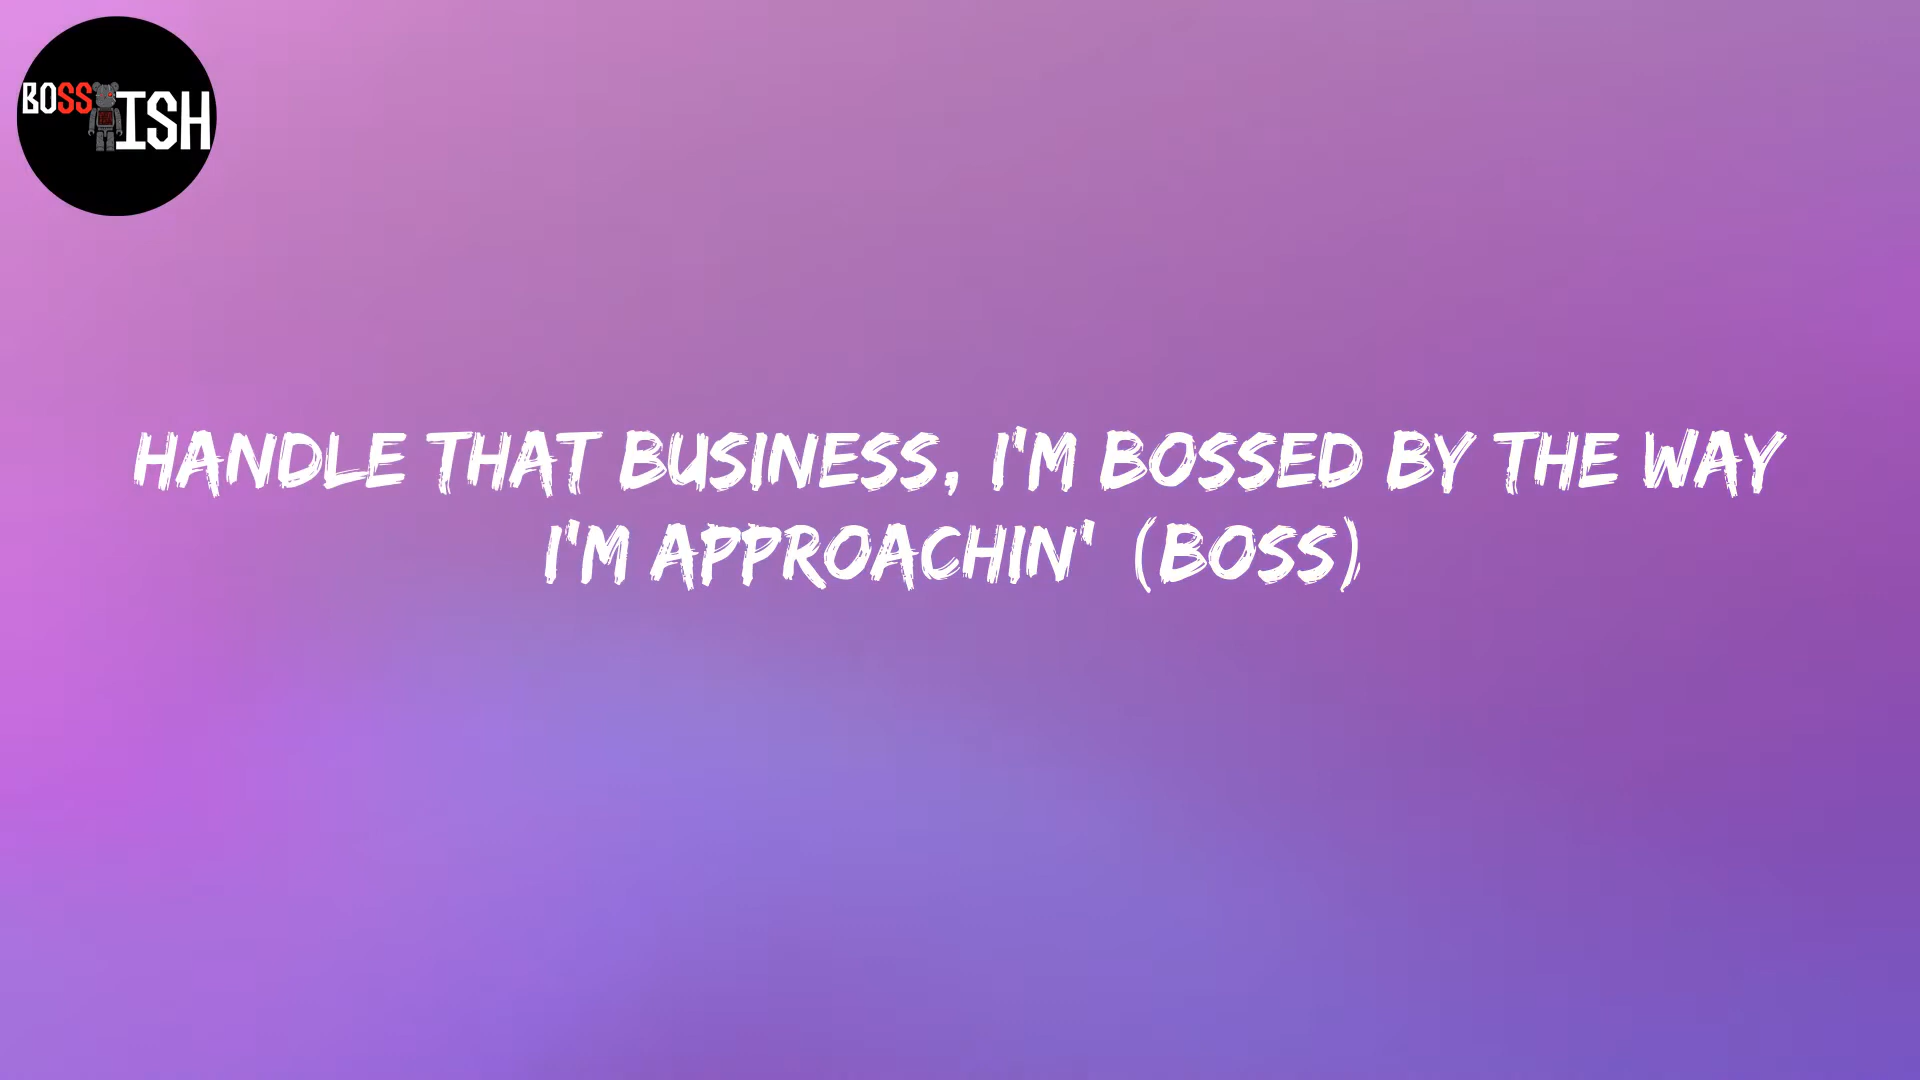 BOSS ISH
HANDLE THAT BUSINESS, I'M BOSSED BY THE WAY
I'M APPROACHIN' (BOSS)